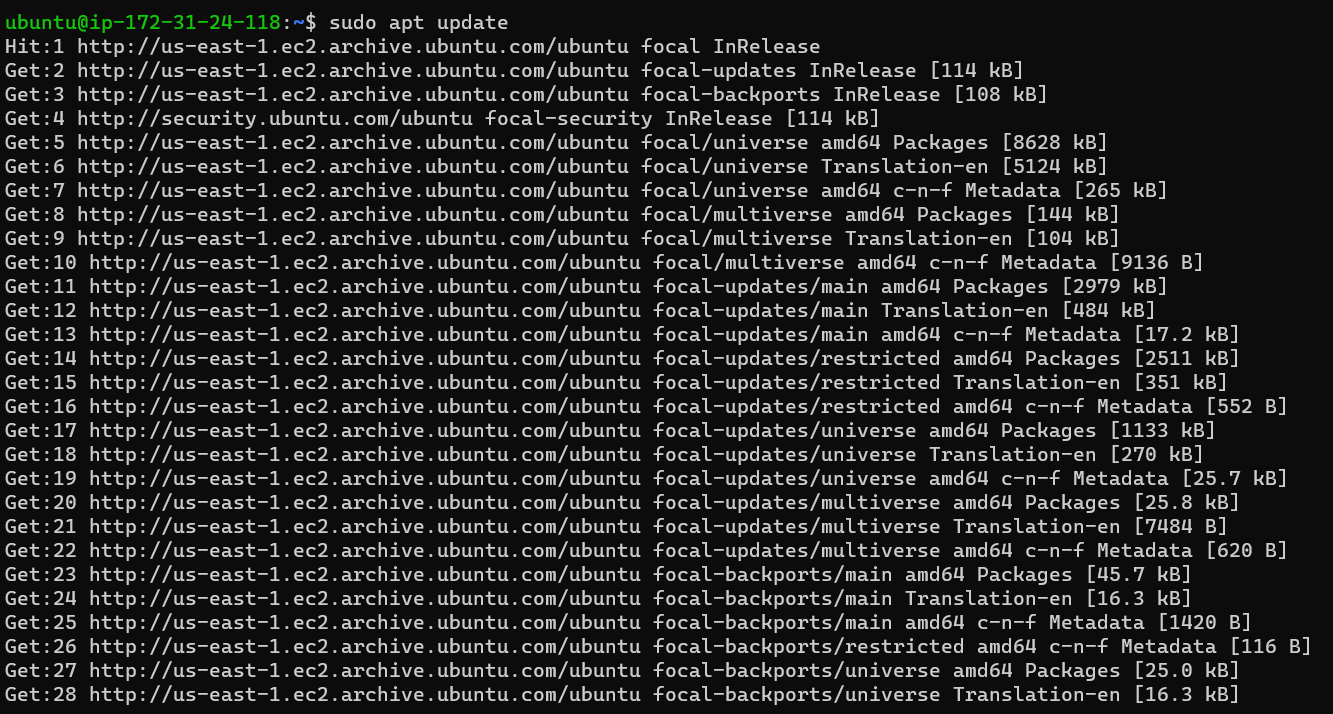 ubuntu@ip-172-31-24-118:~$ sudo apt update
Hit:1 http://us-east-1.ec2.archive.ubuntu.com/ubuntu focal InRelease
Get:2 http://us-east-1.ec2.archive.ubuntu.com/ubuntu focal-updates InRelease [114 kB]
Get:3 http://us-east-1.ec2.archive.ubuntu.com/ubuntu focal-backports InRelease [108 kB]
Get:4 http://security.ubuntu.com/ubuntu focal-security InRelease [114 kB]
Get:5 http://us-east-1.ec2.archive.ubuntu.com/ubuntu focal/universe amd64 Packages [8628 kB]
Get:6 http://us-east-1.ec2.archive.ubuntu.com/ubuntu focal/universe Translation-en [5124 kB]
Get:7 http://us-east-1.ec2.archive.ubuntu.com/ubuntu focal/universe amd64 c-n-f Metadata [265 kB]
Get:8 http://us-east-1.ec2.archive.ubuntu.com/ubuntu focal/multiverse amd64 Packages [144 kB]
Get:9 http://us-east-1.ec2.archive.ubuntu.com/ubuntu focal/multiverse Translation-en [104 kB]
Get:10 http://us-east-1.ec2.archive.ubuntu.com/ubuntu focal/multiverse amd64 c-n-f Metadata [9136 B]
Get:11 http://us-east-1.ec2.archive.ubuntu.com/ubuntu focal-updates/main amd64 Packages [2979 kB]
Get:12 http://us-east-1.ec2.archive.ubuntu.com/ubuntu focal-updates/main Translation-en [484 kB]
Get:13 http://us-east-1.ec2.archive.ubuntu.com/ubuntu focal-updates/main amd64 c-n-f Metadata [17.2 kB]
Get:14 http://us-east-1.ec2.archive.ubuntu.com/ubuntu focal-updates/restricted amd64 Packages [2511 kB]
Get:15 http://us-east-1.ec2.archive.ubuntu.com/ubuntu focal-updates/restricted Translation-en [351 kB]
Get:16 http://us-east-1.ec2.archive.ubuntu.com/ubuntu focal-updates/restricted amd64 c-n-f Metadata [552 B]
Get:17 http://us-east-1.ec2.archive.ubuntu.com/ubuntu focal-updates/universe amd64 Packages [1133 kB]
Get:18 http://us-east-1.ec2.archive.ubuntu.com/ubuntu focal-updates/universe Translation-en [270 kB]
Get:19 http://us-east-1.ec2.archive.ubuntu.com/ubuntu focal-updates/universe amd64 c-n-f Metadata [25.7 kB]
Get:20 http://us-east-1.ec2.archive.ubuntu.com/ubuntu focal-updates/multiverse amd64 Packages [25.8 kB]
Get:21 http://us-east-1.ec2.archive.ubuntu.com/ubuntu focal-updates/multiverse Translation-en [7484 B]
Get:22 http://us-east-1.ec2.archive.ubuntu.com/ubuntu focal-updates/multiverse amd64 c-n-f Metadata [620 B]
Get:23 http://us-east-1.ec2.archive.ubuntu.com/ubuntu focal-backports/main amd64 Packages [45.7 kB]
Get:24 http://us-east-1.ec2.archive.ubuntu.com/ubuntu focal-backports/main Translation-en [16.3 kB]
Get:25 http://us-east-1.ec2.archive.ubuntu.com/ubuntu focal-backports/main amd64 c-n-f Metadata [1420 B]
Get:26 http://us-east-1.ec2.archive.ubuntu.com/ubuntu focal-backports/restricted amd64 c-n-f Metadata [116 B]
Get:27 http://us-east-1.ec2.archive.ubuntu.com/ubuntu focal-backports/universe amd64 Packages [25.0 kB]
Get:28 http://us-east-1.ec2.archive.ubuntu.com/ubuntu focal-backports/universe Translation-en [16.3 kB]